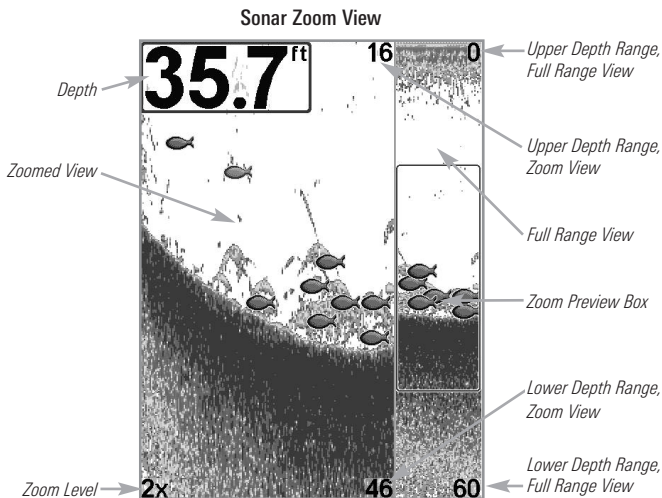 Sonar Zoom View
35.7 ft
16
0
Upper Depth Range,
Full Range View
Depth
Upper Depth Range,
Zoom View
Zoomed View
Full Range View
Zoom Preview Box
Lower Depth Range,
Zoom View
Lower Depth Range,
Full Range View
Zoom Level
2x
46
60